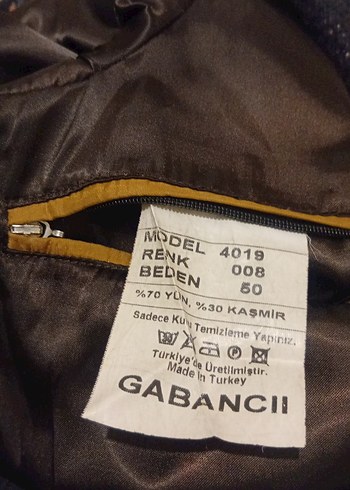 MODEL 4019
RENK 008
BEDEN 50
%70 YÜN, %30 KAŞMİR
Sadece Kuru Temizleme Yapınız.
Türkiye'de Üretilmiştir.
Made in Turkey
GABANCII